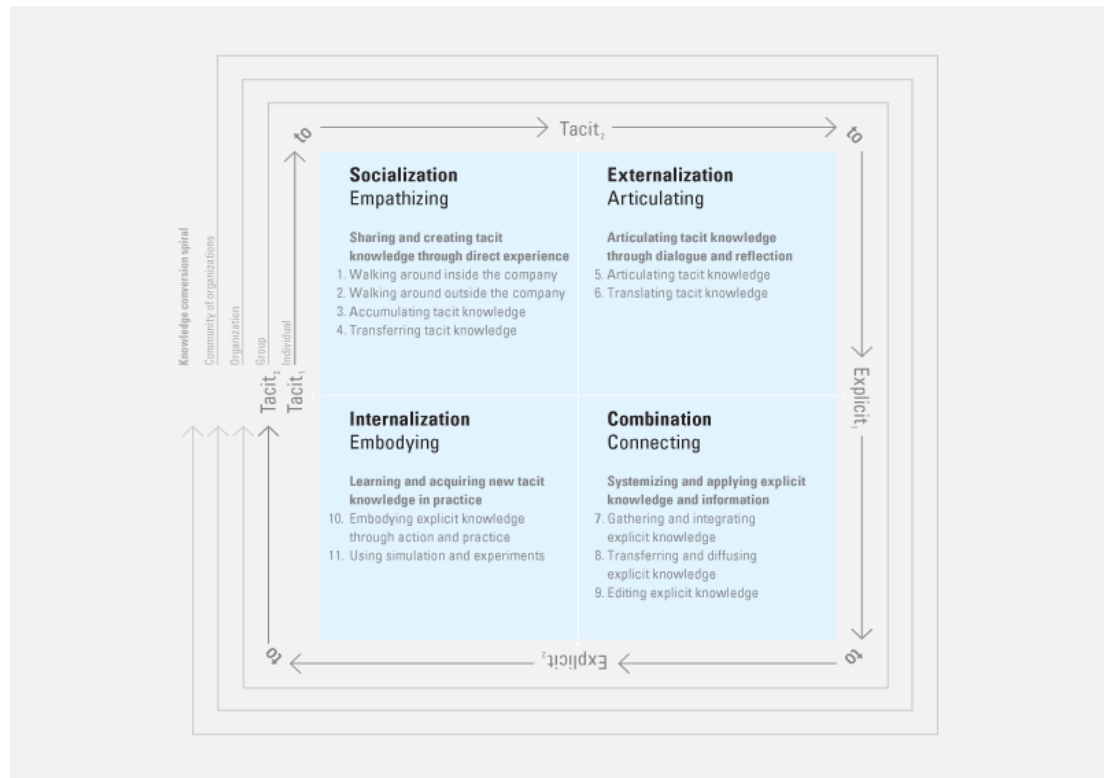 to
Tacit₂
to
Socialization
Empathizing
Sharing and creating tacit
knowledge through direct experience
1. Walking around inside the company
2. Walking around outside the company
3. Accumulating tacit knowledge
4. Transferring tacit knowledge
Externalization
Articulating
Articulating tacit knowledge
through dialogue and reflection
5. Articulating tacit knowledge
6. Translating tacit knowledge
Knowledge conversion spiral
Community of organizations
Organization
Group
Individual
Tacit₃
Tacit₁
Explicit₁
Internalization
Embodying
Learning and acquiring new tacit
knowledge in practice
10. Embodying explicit knowledge
through action and practice
11. Using simulation and experiments
Combination
Connecting
Systemizing and applying explicit
knowledge and information
7. Gathering and integrating
explicit knowledge
8. Transferring and diffusing
explicit knowledge
9. Editing explicit knowledge
to
Explicit₂
to